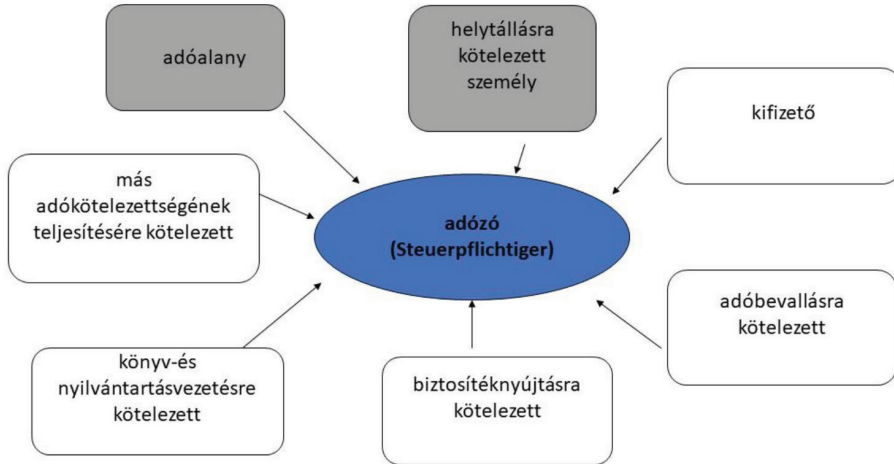 adóalany
helytállásra
kötelezett
személy
kifizető
más
adókötelezettségének
teljesítésére kötelezett
adózó
(Steuerpflichtiger)
adóbevallásra
kötelezett
könyv-és
nyilvántartásvezetésre
kötelezett
biztosítéknyújtásra
kötelezett